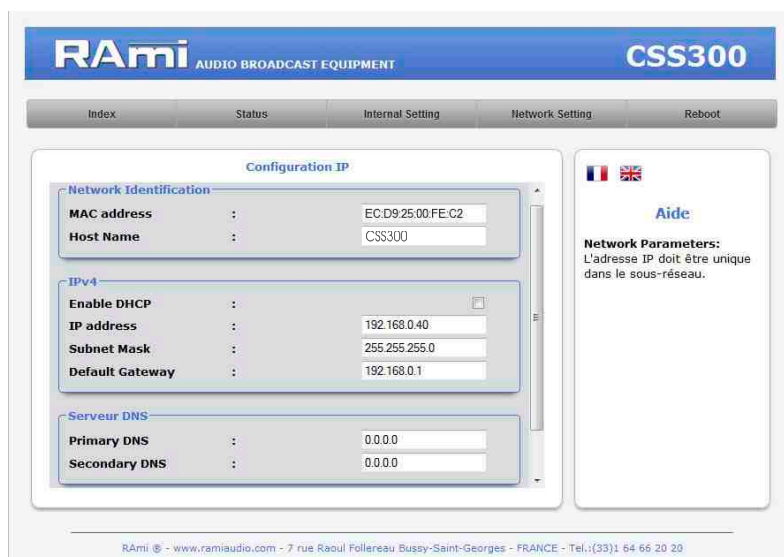 RAmi AUDIO BROADCAST EQUIPMENT CSS300
Index Status Internal Setting Network Setting Reboot
Configuration IP
Network Identification
MAC address : EC:D9:25:00:FE:C2
Host Name : CSS300
IPv4
Enable DHCP :
IP address : 192.168.0.40
Subnet Mask : 255.255.255.0
Default Gateway : 192.168.0.1
Serveur DNS
Primary DNS : 0.0.0.0
Secondary DNS : 0.0.0.0
Aide
Network Parameters:
L'adresse IP doit être unique
dans le sous-réseau.
RAmi ® - www.ramiaudio.com - 7 rue Raoul Follereau Bussy-Saint-Georges - FRANCE - Tel.:(33)1 64 66 20 20